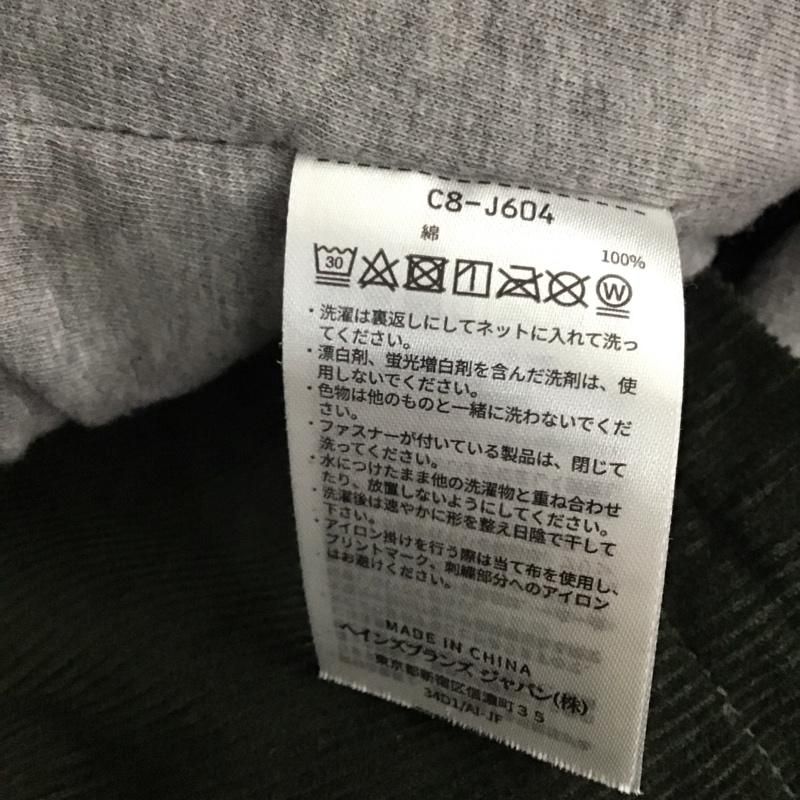 C8-J604
綿
100%
30
W
・洗濯は裏返しにしてネットに入れて洗っ
てください。
・漂白剤、蛍光増白剤を含んだ洗剤は、使
用しないでください。
・色物は他のものと一緒に洗わないでくだ
さい。
・ファスナーが付いている製品は、閉じて
洗ってください。
・水につけたまま他の洗濯物と重ね合わせ
たり、放置しないようにしてください。
・洗濯後は速やかに形を整え日陰で干して
下さい。
・アイロン掛けを行う際は当て布を使用し、
プリントマーク、刺繍部分へのアイロン
はお避けください。
MADE IN CHINA
ヘインズブランズ ジャパン(株)
東京都新宿区信濃町35
34D1/AI-JF